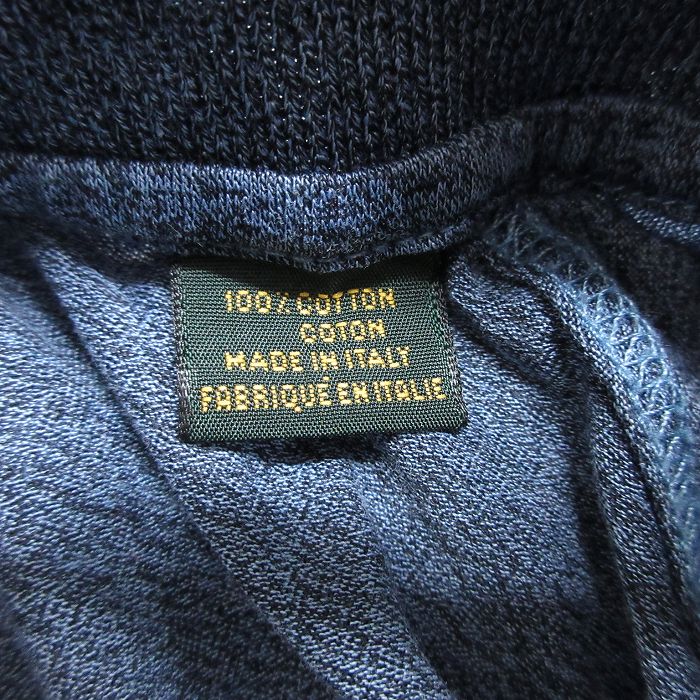 100% COTTON
COTON
MADE IN ITALY
FABRIQUÉ EN ITALIE